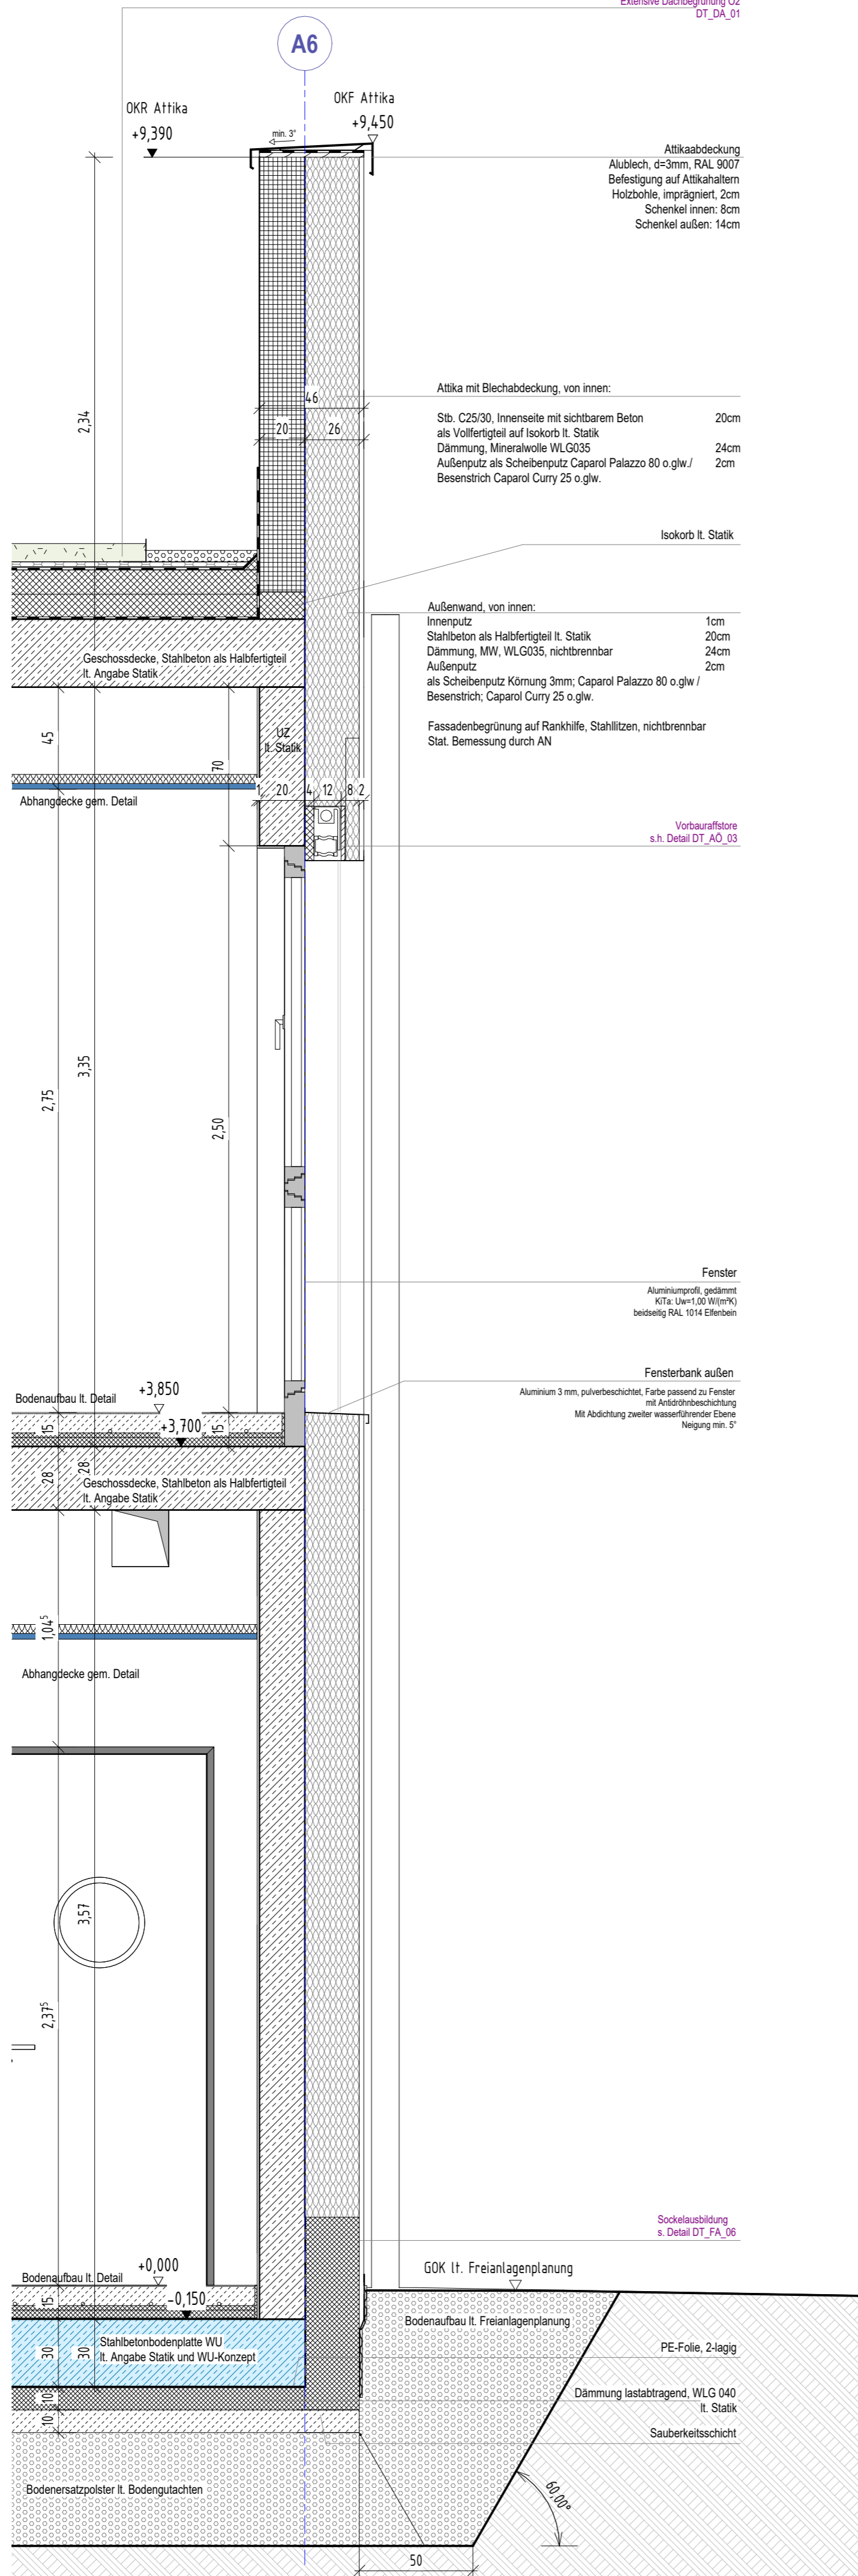 Extensive Dachbegrünung O2
DT_DA_01
A6
OKR Attika
+9,390
OKF Attika
+9,450
min. 3°
Attikaabdeckung
Alublech, d=3mm, RAL 9007
Befestigung auf Attikahaltern
Holzbohle, imprägniert, 2cm
Schenkel innen: 8cm
Schenkel außen: 14cm
2,34
46
20
26
Attika mit Blechabdeckung, von innen:
Stb. C25/30, Innenseite mit sichtbarem Beton 20cm
als Vollfertigteil auf Isokorb lt. Statik
Dämmung, Mineralwolle WLG035 24cm
Außenputz als Scheibenputz Caparol Palazzo 80 o.glw./ 2cm
Besenstrich Caparol Curry 25 o.glw.
Isokorb lt. Statik
Außenwand, von innen:
Innenputz 1cm
Stahlbeton als Halbfertigteil lt. Statik 20cm
Dämmung, MW, WLG035, nichtbrennbar 24cm
Außenputz 2cm
als Scheibenputz Körnung 3mm; Caparol Palazzo 80 o.glw /
Besenstrich; Caparol Curry 25 o.glw.
Fassadenbegrünung auf Rankhilfe, Stahllitzen, nichtbrennbar
Stat. Bemessung durch AN
Geschossdecke, Stahlbeton als Halbfertigteil
lt. Angabe Statik
45
70
UZ
lt. Statik
1 20 4 12 8 2
Abhangdecke gem. Detail
Vorbauraffstore
s.h. Detail DT_AÖ_03
2,75
3,35
2,50
Fenster
Aluminiumprofil, gedämmt
KiTa: Uw=1,00 W/(m²K)
beidseitig RAL 1014 Elfenbein
Fensterbank außen
Aluminium 3 mm, pulverbeschichtet, Farbe passend zu Fenster
mit Antidröhnbeschichtung
Mit Abdichtung zweiter wasserführender Ebene
Neigung min. 5°
Bodenaufbau lt. Detail
+3,850
+3,700
15
15
28
28
Geschossdecke, Stahlbeton als Halbfertigteil
lt. Angabe Statik
1,04⁵
Abhangdecke gem. Detail
3,57
2,37⁵
Sockelausbildung
s. Detail DT_FA_06
GOK lt. Freianlagenplanung
Bodenaufbau lt. Detail
+0,000
-0,150
15
Bodenaufbau lt. Freianlagenplanung
Stahlbetonbodenplatte WU
lt. Angabe Statik und WU-Konzept
30
30
PE-Folie, 2-lagig
10
Dämmung lastabtragend, WLG 040
lt. Statik
10
Sauberkeitsschicht
Bodenersatzpolster lt. Bodengutachten
60,00°
50